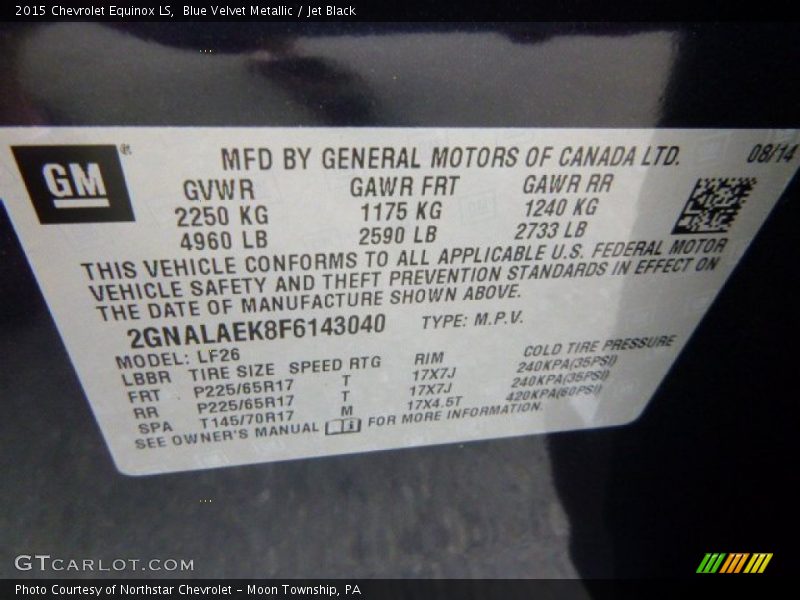 2015 Chevrolet Equinox LS, Blue Velvet Metallic / Jet Black
GM®
MFD BY GENERAL MOTORS OF CANADA LTD. 08/14
GVWR GAWR FRT GAWR RR
2250 KG 1175 KG 1240 KG
4960 LB 2590 LB 2733 LB
THIS VEHICLE CONFORMS TO ALL APPLICABLE U.S. FEDERAL MOTOR
VEHICLE SAFETY AND THEFT PREVENTION STANDARDS IN EFFECT ON
THE DATE OF MANUFACTURE SHOWN ABOVE.
2GNALAEK8F6143040 TYPE: M.P.V.
MODEL: LF26
LBBR TIRE SIZE SPEED RTG RIM COLD TIRE PRESSURE
FRT P225/65R17 T 17X7J 240KPA(35PSI)
RR P225/65R17 T 17X7J 240KPA(35PSI)
SPA T145/70R17 M 17X4.5T 420KPA(60PSI)
SEE OWNER'S MANUAL FOR MORE INFORMATION.
GTCARLOT.COM
Photo Courtesy of Northstar Chevrolet - Moon Township, PA